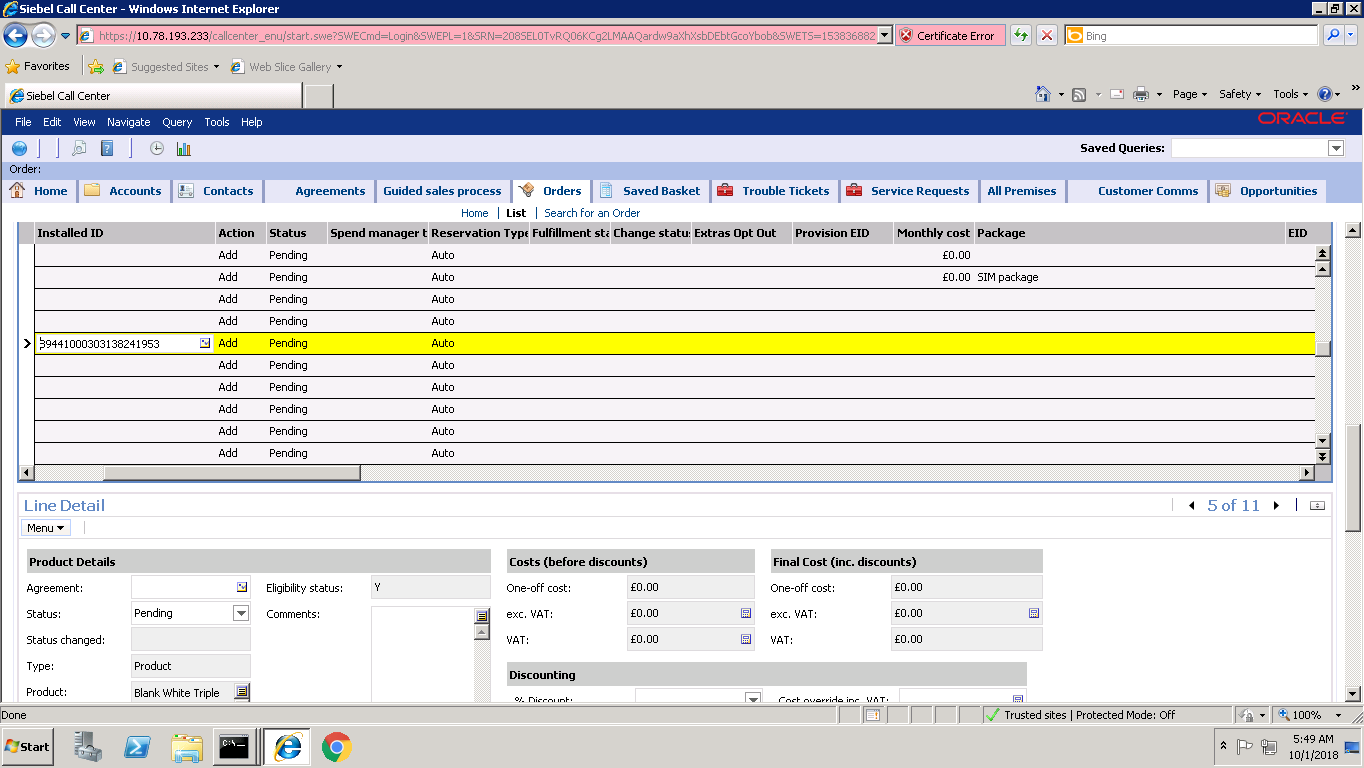 Siebel Call Center - Windows Internet Explorer
https://10.78.193.233/callcenter_enu/start.swe?SWECmd=Login&SWEPL=1&SRN= Certificate Error Bing
Favorites Suggested Sites Web Slice Gallery
Siebel Call Center Page Safety Tools »
File Edit View Navigate Query Tools Help ORACLE
Saved Queries:
Order:
Home Accounts Contacts Agreements Guided sales process Orders Saved Basket Trouble Tickets Service Requests All Premises Customer Comms Opportunities
Home List Search for an Order
Installed ID Action Status Spend manager t Reservation Type Fulfillment sta Change status Extras Opt Out Provision EID Monthly cost Package EID
Add Pending Auto £0.00
Add Pending Auto £0.00 SIM package
Add Pending Auto
Add Pending Auto
39441000303138241953 Add Pending Auto
Add Pending Auto
Add Pending Auto
Add Pending Auto
Add Pending Auto
Add Pending Auto
Line Detail 5 of 11
Menu
Product Details Costs (before discounts) Final Cost (inc. discounts)
Agreement: Eligibility status: Y One-off cost: £0.00 One-off cost: £0.00
Status: Pending Comments: exc. VAT: £0.00 exc. VAT: £0.00
Status changed: VAT: £0.00 VAT: £0.00
Type: Product
Discounting
Product: Blank White Triple % Discount: Cost override inc. VAT:
Done Trusted sites | Protected Mode: Off 100%
Start 5:49 AM
10/1/2018